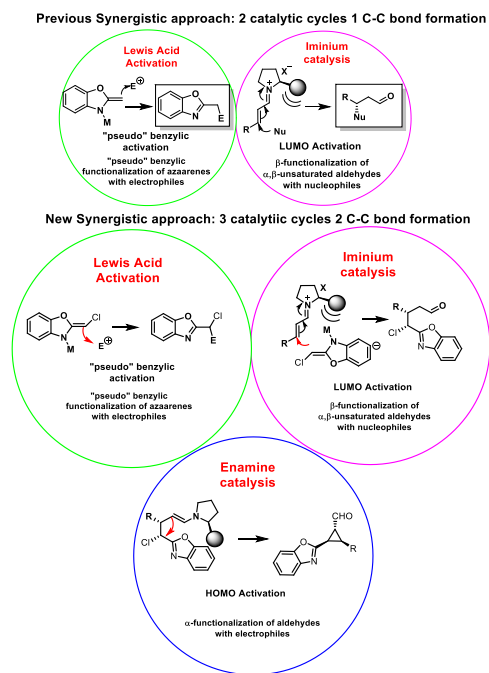 Previous Synergistic approach: 2 catalytic cycles 1 C-C bond formation
Lewis Acid
Activation
O
N
M
E
⊕
O
N
E
"pseudo" benzylic
activation
"pseudo" benzylic
functionalization of azaarenes
with electrophiles
Iminium
catalysis
X⁻
N
+
R
Nu
R
O
Nu
LUMO Activation
β-functionalization of
α,β-unsaturated aldehydes
with nucleophiles
New Synergistic approach: 3 catalytiic cycles 2 C-C bond formation
Lewis Acid
Activation
O
Cl
N
M
E
⊕
O
Cl
N
E
"pseudo" benzylic
activation
"pseudo" benzylic
functionalization of azaarenes
with electrophiles
Iminium
catalysis
X
N
+
R
M
N
Cl
O
⊖
R
O
Cl
O
N
LUMO Activation
β-functionalization of
α,β-unsaturated aldehydes
with nucleophiles
Enamine
catalysis
R
N
Cl
O
N
CHO
O
N
R
HOMO Activation
α-functionalization of aldehydes
with electrophiles